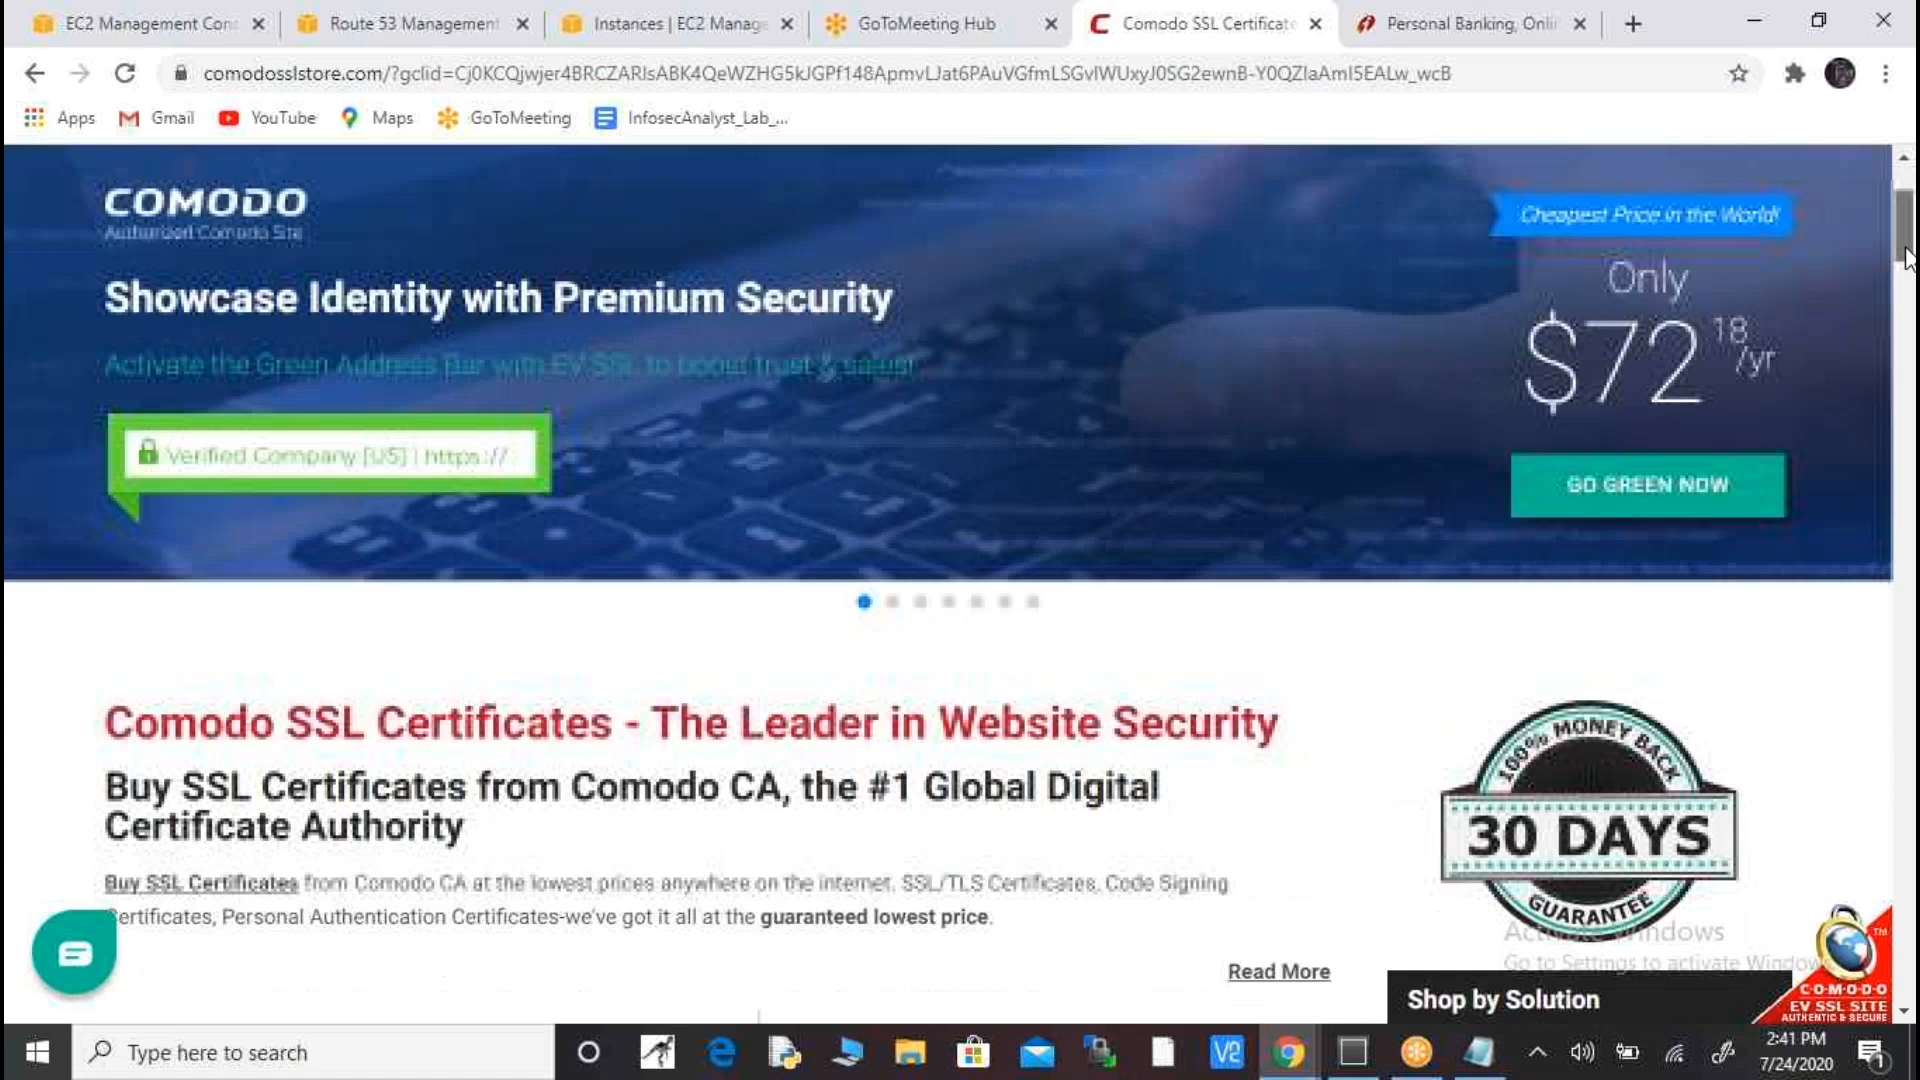 EC2 Management Con
Route 53 Management
Instances | EC2 Manage
GoToMeeting Hub
Comodo SSL Certificate
Personal Banking, Onli
comodosslstore.com/?gclid=Cj0KCQjwjer4BRCZARIsABK4QeWZHG5kJGPf148ApmvLJat6PAuVGfmLSGvIWUxyJ0SG2ewnB-Y0QZIaAmI5EALw_wcB
Apps
Gmail
YouTube
Maps
GoToMeeting
InfosecAnalyst_Lab_...
COMODO
Authorized Comodo Site
Cheapest Price in the World!
Only
$72 18 /yr
Showcase Identity with Premium Security
Activate the Green Address Bar with EV SSL to boost trust & sales!
Verified Company [US] | https://
GO GREEN NOW
Comodo SSL Certificates - The Leader in Website Security
Buy SSL Certificates from Comodo CA, the #1 Global Digital
Certificate Authority
Buy SSL Certificates from Comodo CA at the lowest prices anywhere on the internet. SSL/TLS Certificates, Code Signing
Certificates, Personal Authentication Certificates-we've got it all at the guaranteed lowest price.
Read More
100% MONEY BACK
30 DAYS
GUARANTEE
Activate Windows
Go to Settings to activate Windows
Shop by Solution
TM
C·O·M·O·D·O
EV SSL SITE
AUTHENTIC & SECURE
Type here to search
2:41 PM
7/24/2020
1